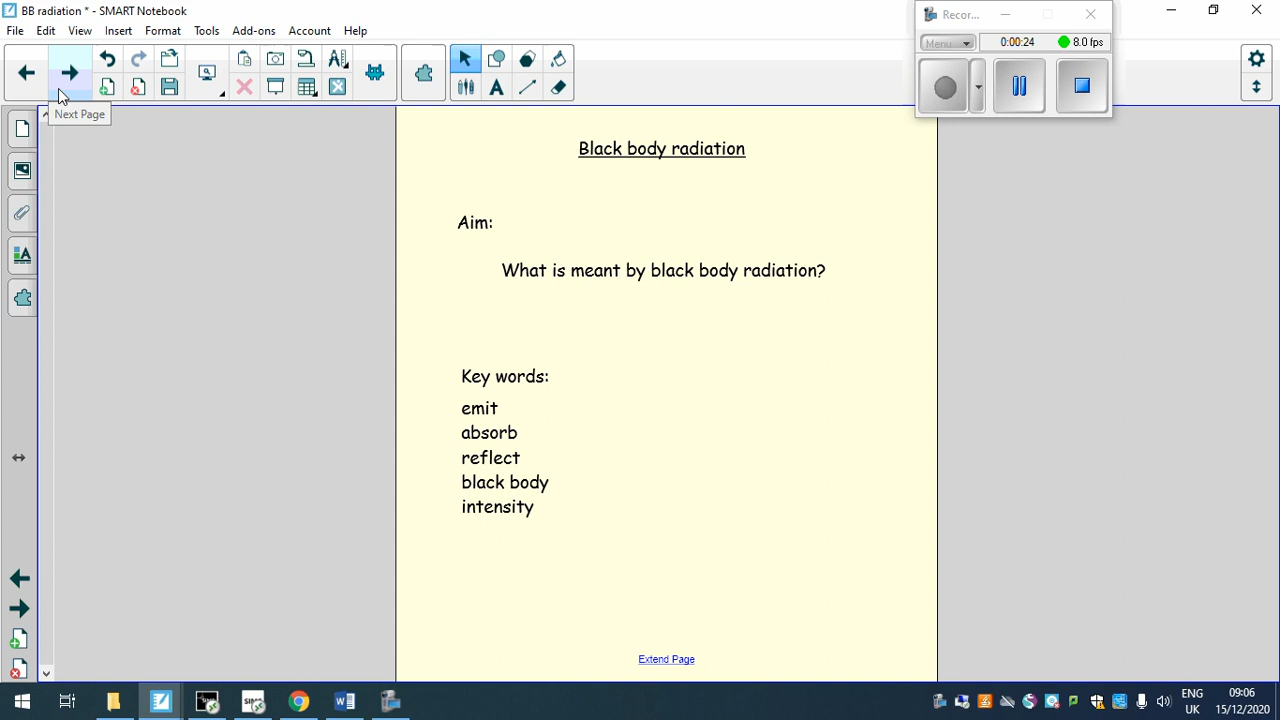 BB radiation * - SMART Notebook
Recor...
File Edit View Insert Format Tools Add-ons Account Help
Menu 0:00:24 8.0 fps
Next Page
Black body radiation
Aim:
What is meant by black body radiation?
Key words:
emit
absorb
reflect
black body
intensity
Extend Page
ENG 09:06
UK 15/12/2020